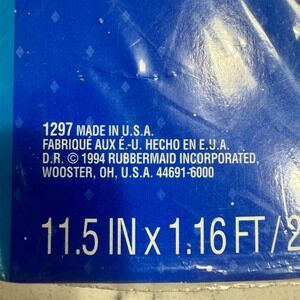 1297 MADE IN U.S.A.
FABRIQUÉ AUX É.-U. HECHO EN E.U.A.
D.R. © 1994 RUBBERMAID INCORPORATED,
WOOSTER, OH, U.S.A. 44691-6000
11.5 IN x 1.16 FT / 2